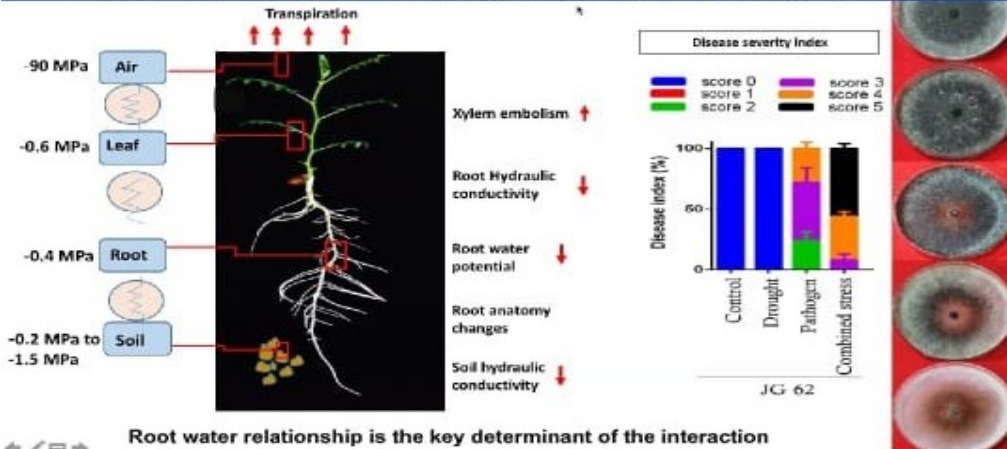 Transpiration
-90 MPa
Air
-0.6 MPa
Leaf
-0.4 MPa
Root
-0.2 MPa to
-1.5 MPa
Soil
Xylem embolism
Root Hydraulic
conductivity
Root water
potential
Root anatomy
changes
Soil hydraulic
conductivity
Disease severity index
score 0
score 1
score 2
score 3
score 4
score 5
Disease index (%)
100
50
0
Control
Drought
Pathogen
Combined stress
JG 62
Root water relationship is the key determinant of the interaction